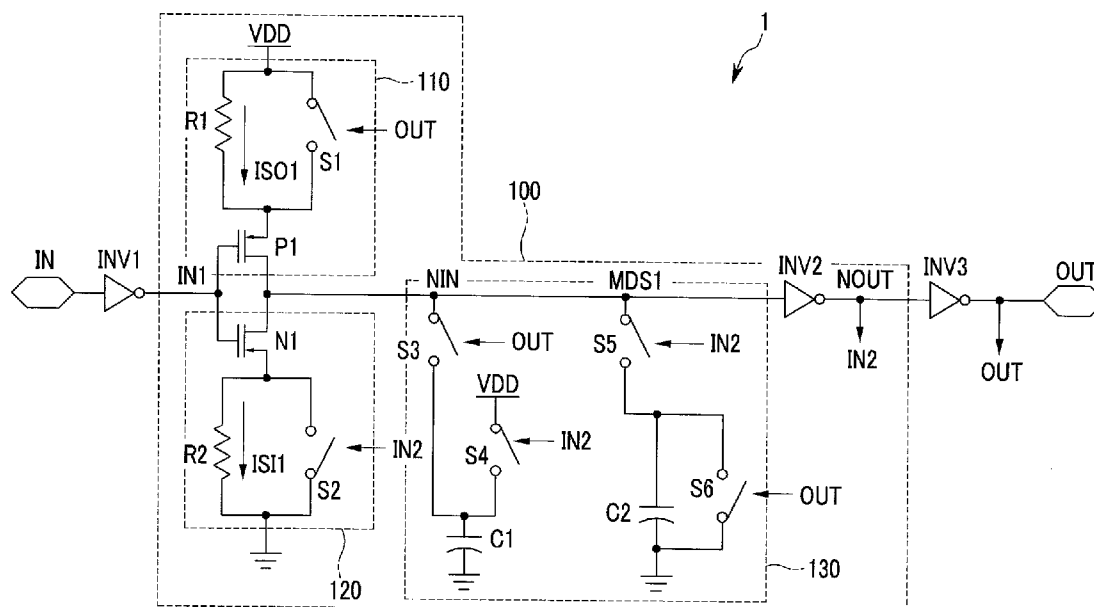 1
VDD
110
R1
OUT
ISO1
S1
100
P1
IN
INV1
IN1
NIN
MDS1
INV2
NOUT
INV3
OUT
N1
S3
OUT
S5
IN2
IN2
OUT
VDD
R2
ISI1
IN2
S2
S4
IN2
S6
OUT
C2
C1
120
130